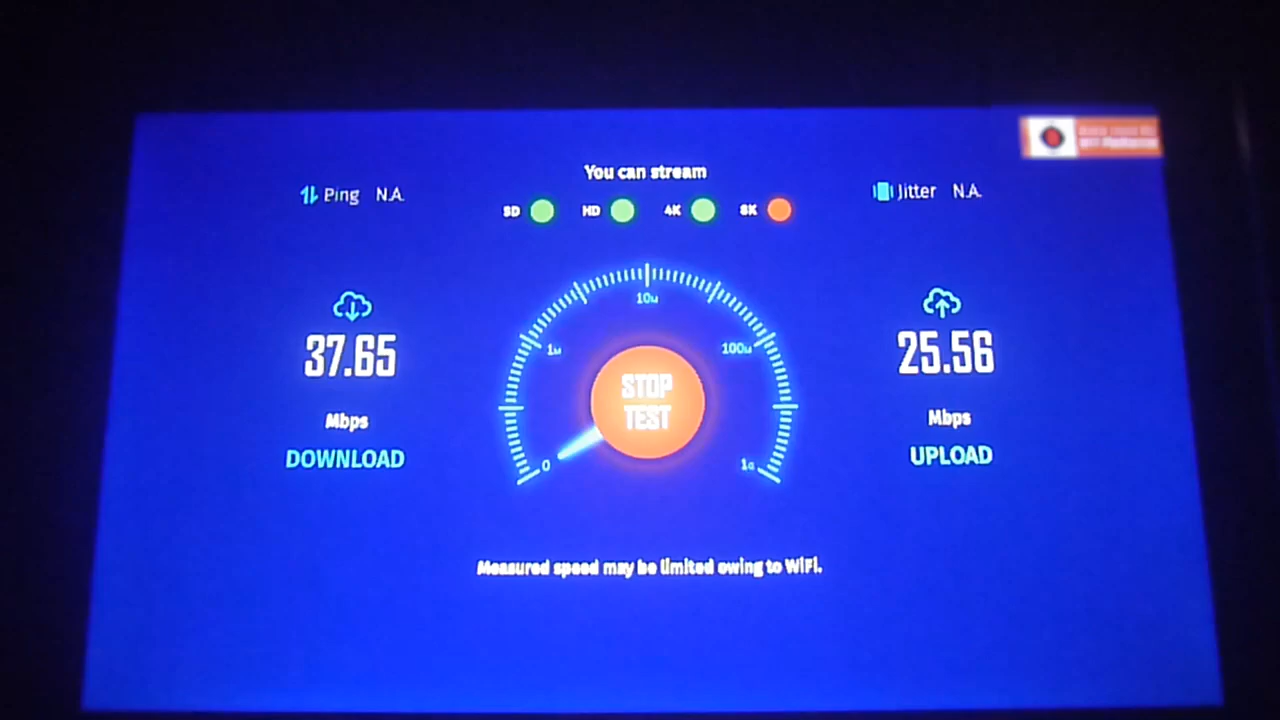 You can stream
Ping N.A.
SD HD 4K 8K
Jitter N.A.
10M
1M
100M
37.65
Mbps
DOWNLOAD
STOP
TEST
0
1G
25.56
Mbps
UPLOAD
Measured speed may be limited owing to WiFi.